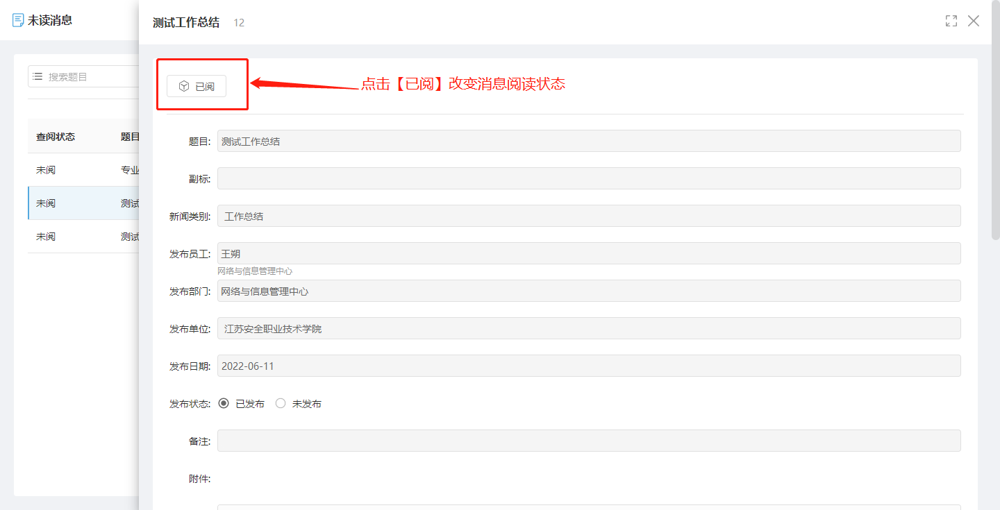 未读消息
搜索题目
查阅状态 题目
未阅 专业
未阅 测试
未阅 测试
测试工作总结 12
已阅
点击【已阅】改变消息阅读状态
题目: 测试工作总结
副标:
新闻类别: 工作总结
发布员工: 王朔
网络与信息管理中心
发布部门: 网络与信息管理中心
发布单位: 江苏安全职业技术学院
发布日期: 2022-06-11
发布状态: 已发布 未发布
备注:
附件: